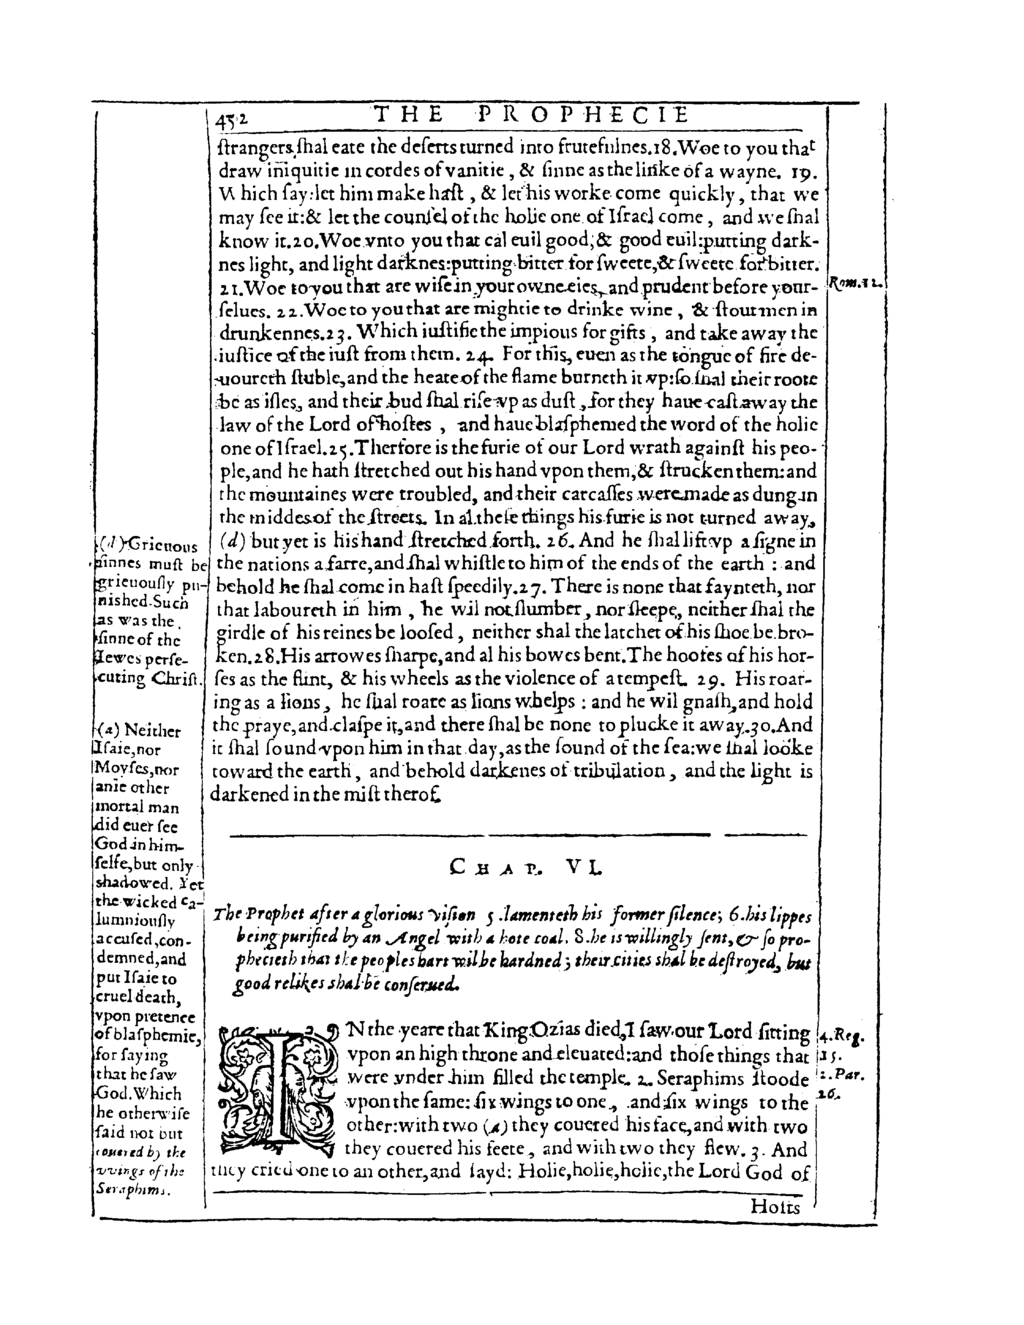 452 THE PROPHECIE
ſtrangers ſhal eate the deſerts turned into frutefulnes.18.Woe to you that
draw iniquitie in cordes of vanitie, & ſinne as the linke of a wayne. 19.
Which ſay:let him make haſt, & let his worke come quickly, that we
may ſee it:& let the counſel of the holie one of Iſrael come, and we ſhal
know it.20.Woe vnto you that cal euil good,& good euil:putting dark-
nes light, and light darknes:putting bitter for ſweete,& ſweete for bitter.
21.Woe to you that are wiſe in your owne eies, and prudent before your-
ſelues. 22.Woe to you that are mightie to drinke wine, & ſtout men in
drunkennes.23. Which iuſtifie the impious for gifts, and take away the
iuſtice of the iuſt from them. 24. For this, euen as the tongue of fire de-
uoureth ſtuble,and the heate of the flame burneth it vp:ſo ſhal their roote
be as iſles, and their bud ſhal riſe vp as duſt, for they haue caſt away the
law of the Lord of hoſtes, and haue blaſphemed the word of the holie
one of Iſrael.25.Therfore is the furie of our Lord wrath againſt his peo-
ple,and he hath ſtretched out his hand vpon them,& ſtrucken them:and
the mountaines were troubled, and their carcaſſes were made as dung in
the middes of the ſtreets. In al theſe things his furie is not turned away,
(d) but yet is his hand ſtretched forth. 26. And he ſhal lift vp a ſigne in
the nations a farre,and ſhal whiſtle to him of the ends of the earth : and
behold he ſhal come in haſt ſpeedily.27. There is none that faynteth, nor
that laboureth in him, he wil not ſlumber, nor ſleepe, neither ſhal the
girdle of his reines be looſed, neither shal the latchet of his ſhoe be bro-
ken.28.His arrowes ſharpe,and al his bowes bent.The hoofes of his hor-
ſes as the flint, & his wheels as the violence of a tempeſt. 29. His roar-
ing as a lions, he ſhal roare as lions whelps : and he wil gnaſh,and hold
the praye,and claſpe it,and there ſhal be none to plucke it away.30.And
it ſhal ſound vpon him in that day,as the ſound of the ſea:we ſhal looke
toward the earth, and behold darkenes of tribulation, and the light is
darkened in the miſt therof.
Rom.12.
(d) Grieuous
ſinnes muſt be
grieuouſly pu-
nished.Such
as was the
ſinne of the
Iewes perſe-
cuting Chriſt.
(a) Neither
Iſaie,nor
Moyſes,nor
anie other
mortal man
did euer ſee
God in him-
ſelfe,but only
shadowed. Yet
the wicked ca-
lumniouſly
accuſed,con-
demned,and
put Iſaie to
cruel death,
vpon pretence
of blaſphemie,
for ſaying
that he ſaw
God.Which
he otherwiſe
ſaid not but
couered by the
vvings of the
Seraphims.
CHAP. VI.
The Prophet after a glorious viſion 5.lamenteth his former ſilence; 6.his lippes
being purified by an Angel with a hote coal. 8.he is willingly ſent,& ſo pro-
phecieth that the peoples hart wil be hardned; their cities shal be deſtroyed, but
good relikes shal be conſerued.
IN the yeare that King Ozias died,I ſaw our Lord ſitting
vpon an high throne and eleuated:and thoſe things that
were vnder him filled the temple. 2. Seraphims ſtoode
vpon the ſame: ſix wings to one, and ſix wings to the
other:with two (a) they couered his face,and with two
they couered his feete, and with two they flew. 3. And
they cried one to an other,and ſayd: Holie,holie,holie,the Lord God of
4.Reg.
15.
2.Par.
26.
Hoſts